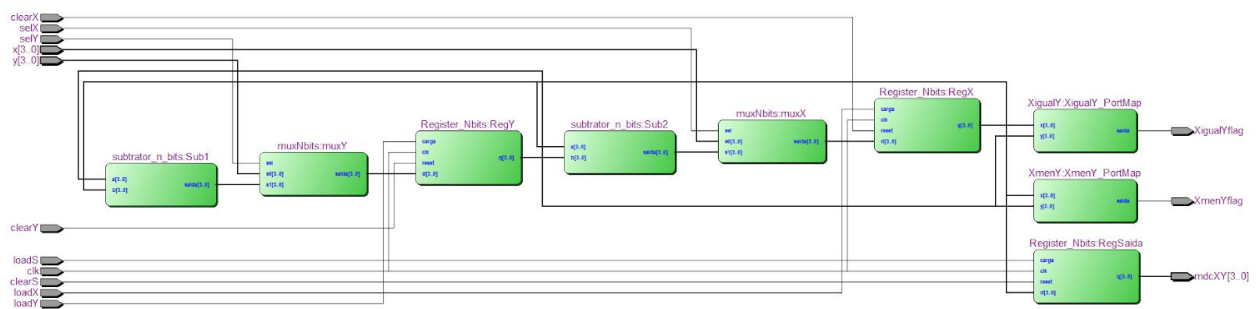 clearX
selX
selY
x[3..0]
y[3..0]
subtrator_n_bits:Sub1
a[3..0]
b[3..0]
saida[3..0]
muxNbits:muxY
sel
e0[3..0]
e1[3..0]
saida[3..0]
Register_Nbits:RegY
carga
clk
reset
d[3..0]
q[3..0]
subtrator_n_bits:Sub2
a[3..0]
b[3..0]
saida[3..0]
muxNbits:muxX
sel
e0[3..0]
e1[3..0]
saida[3..0]
Register_Nbits:RegX
carga
clk
reset
d[3..0]
q[3..0]
XigualY:XigualY_PortMap
x[3..0]
y[3..0]
saida
XigualYflag
XmenY:XmenY_PortMap
x[3..0]
y[3..0]
saida
XmenYflag
Register_Nbits:RegSaida
carga
clk
reset
d[3..0]
q[3..0]
mdcXY[3..0]
clearY
loadS
clk
clearS
loadX
loadY